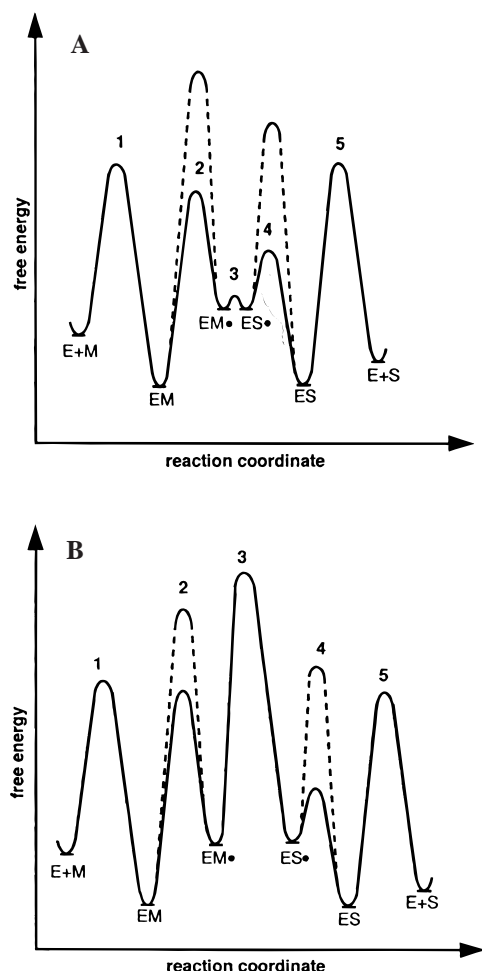 A
1
5
2
4
3
free energy
EM• ES•
E+M
E+S
EM
ES
reaction coordinate
B
3
2
4
1
5
free energy
EM•
ES•
E+M
E+S
EM
ES
reaction coordinate